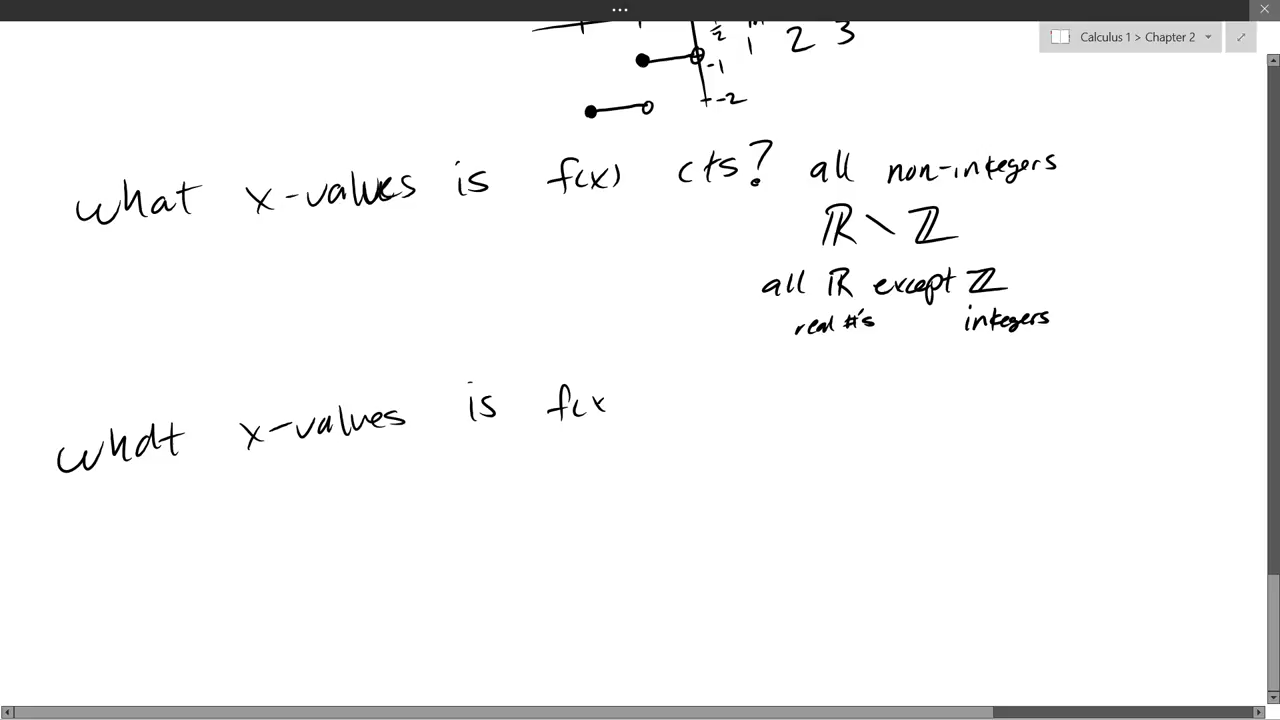 Calculus 1 > Chapter 2
1/2
1 2 3
-1
-2
what x-values is f(x) cts? all non-integers
ℝ \ ℤ
all ℝ except ℤ
real #'s integers
what x-values is f(x